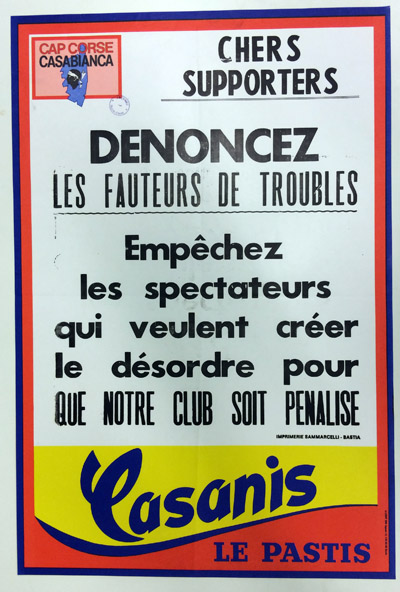 CAP CORSE
CASABIANCA
CHERS
SUPPORTERS
DENONCEZ
LES FAUTEURS DE TROUBLES
Empêchez
les spectateurs
qui veulent créer
le désordre pour
QUE NOTRE CLUB SOIT PENALISE
IMPRIMERIE SAMMARCELLI - BASTIA
Casanis
LE PASTIS